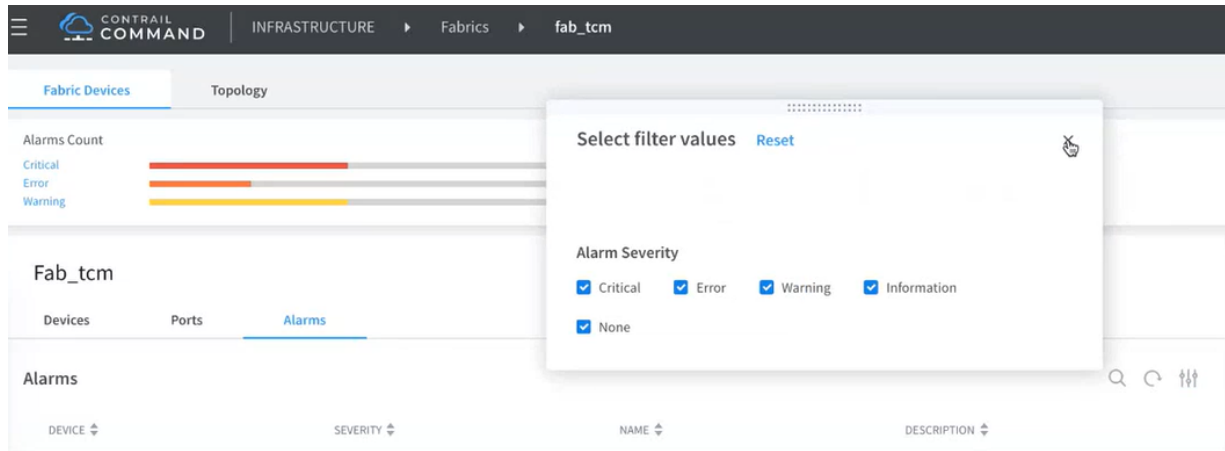 CONTRAIL
COMMAND
INFRASTRUCTURE
Fabrics
fab_tcm
Fabric Devices
Topology
Alarms Count
Critical
Error
Warning
Select filter values
Reset
Alarm Severity
Critical
Error
Warning
Information
None
Fab_tcm
Devices
Ports
Alarms
Alarms
DEVICE
SEVERITY
NAME
DESCRIPTION